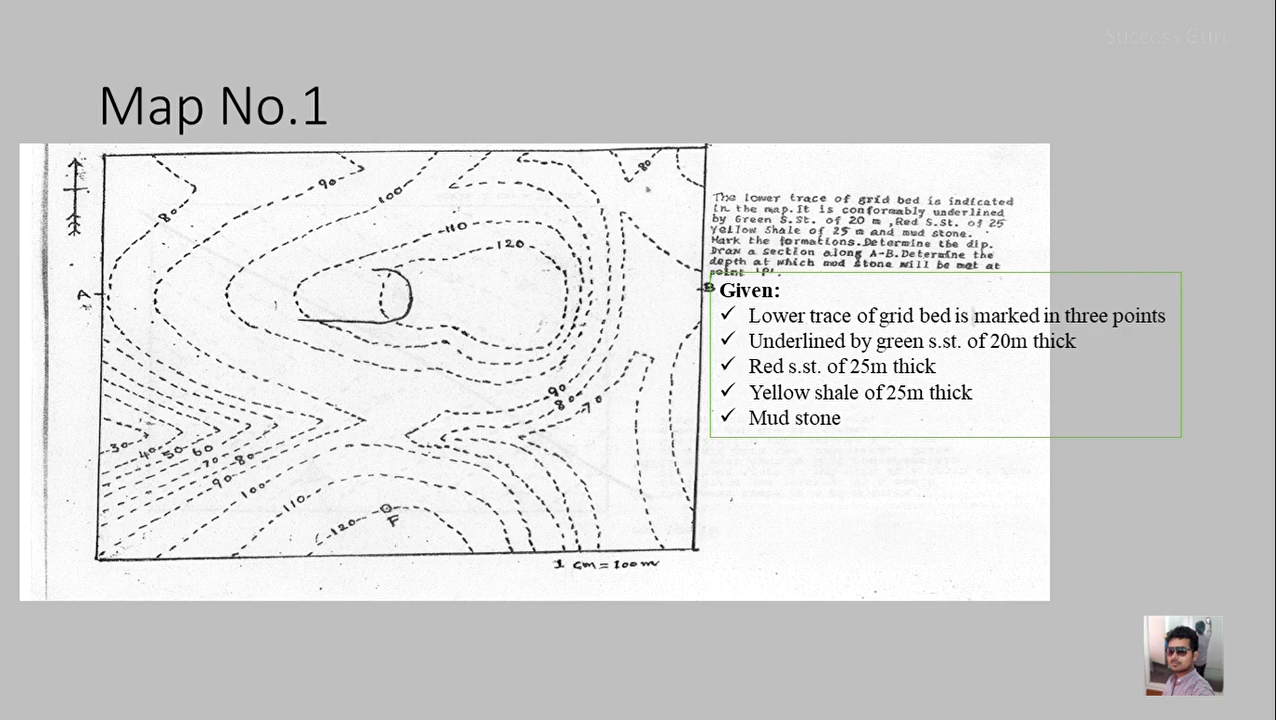 Success Guru
Map No.1
The lower trace of grid bed is indicated
in the map. It is conformably underlined
by Green S.St. of 20 m, Red S.St. of 25
Yellow Shale of 25 m and mud stone.
Mark the formations. Determine the dip.
Draw a section along A-B. Determine the
depth at which mud stone will be met at
point 'P'.
Given:
✓ Lower trace of grid bed is marked in three points
✓ Underlined by green s.st. of 20m thick
✓ Red s.st. of 25m thick
✓ Yellow shale of 25m thick
✓ Mud stone
80
90
100
80
110
120
A
B
90
80
70
30
40
50
60
70
80
90
100
110
120
P
1 cm = 100m